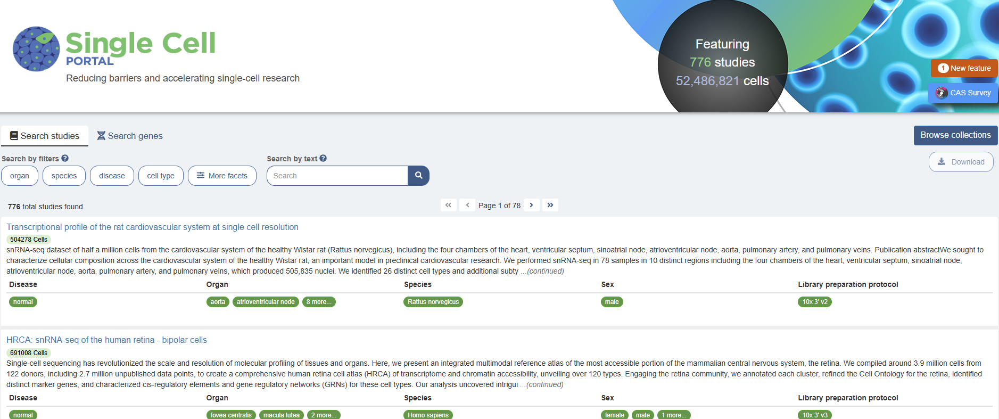 Single Cell
PORTAL
Reducing barriers and accelerating single-cell research
Featuring
776 studies
52,486,821 cells
1 New feature
CAS Survey
Search studies
Search genes
Browse collections
Search by filters
Search by text
Download
organ
species
disease
cell type
More facets
Search
776 total studies found
Page 1 of 78
Transcriptional profile of the rat cardiovascular system at single cell resolution
504278 Cells
snRNA-seq dataset of half a million cells from the cardiovascular system of the healthy Wistar rat (Rattus norvegicus), including the four chambers of the heart, ventricular septum, sinoatrial node, atrioventricular node, aorta, pulmonary artery, and pulmonary veins. Publication abstractWe sought to
characterize cellular composition across the cardiovascular system of the healthy Wistar rat, an important model in preclinical cardiovascular research. We performed snRNA-seq in 78 samples in 10 distinct regions including the four chambers of the heart, ventricular septum, sinoatrial node,
atrioventricular node, aorta, pulmonary artery, and pulmonary veins, which produced 505,835 nuclei. We identified 26 distinct cell types and additional subty ...(continued)
Disease Organ Species Sex Library preparation protocol
normal aorta atrioventricular node 8 more... Rattus norvegicus male 10x 3' v2
HRCA: snRNA-seq of the human retina - bipolar cells
691008 Cells
Single-cell sequencing has revolutionized the scale and resolution of molecular profiling of tissues and organs. Here, we present an integrated multimodal reference atlas of the most accessible portion of the mammalian central nervous system, the retina. We compiled around 3.9 million cells from
122 donors, including 2.7 million unpublished data points, to create a comprehensive human retina cell atlas (HRCA) of transcriptome and chromatin accessibility, unveiling over 120 types. Engaging the retina community, we annotated each cluster, refined the Cell Ontology for the retina, identified
distinct marker genes, and characterized cis-regulatory elements and gene regulatory networks (GRNs) for these cell types. Our analysis uncovered intrigui ...(continued)
Disease Organ Species Sex Library preparation protocol
normal fovea centralis macula lutea 2 more... Homo sapiens female male 1 more... 10x 3' v3